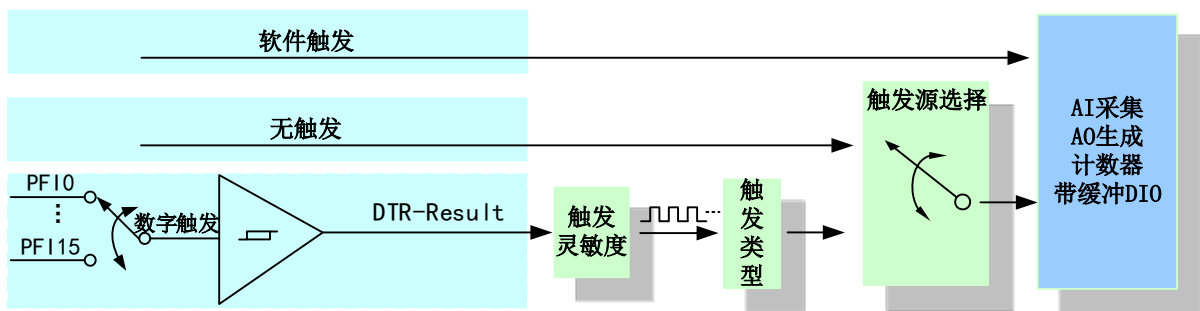 软件触发
无触发
触发源选择
AI采集
AO生成
计数器
带缓冲DIO
PFI0
⋮
PFI15
数字触发
DTR-Result
触发
灵敏度
触
发
类
型